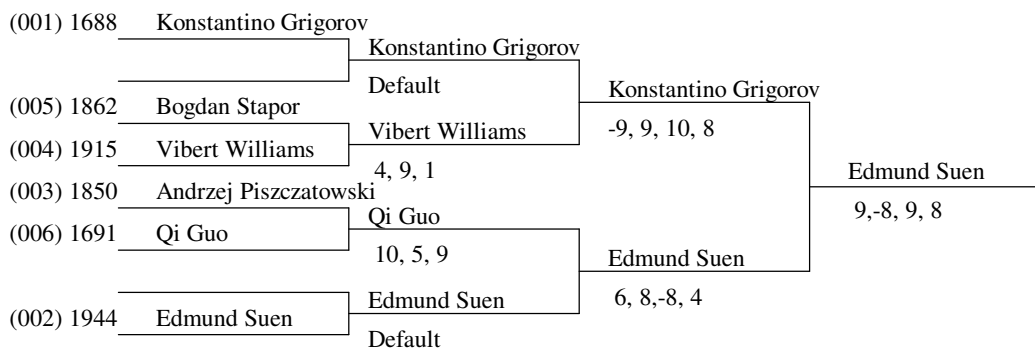 (001) 1688 Konstantino Grigorov
Konstantino Grigorov
Default
Konstantino Grigorov
-9, 9, 10, 8
(005) 1862 Bogdan Stapor
Vibert Williams
(004) 1915 Vibert Williams
4, 9, 1
Edmund Suen
9,-8, 9, 8
(003) 1850 Andrzej Piszczatowski
Qi Guo
(006) 1691 Qi Guo
10, 5, 9
Edmund Suen
6, 8,-8, 4
Edmund Suen
(002) 1944 Edmund Suen
Default